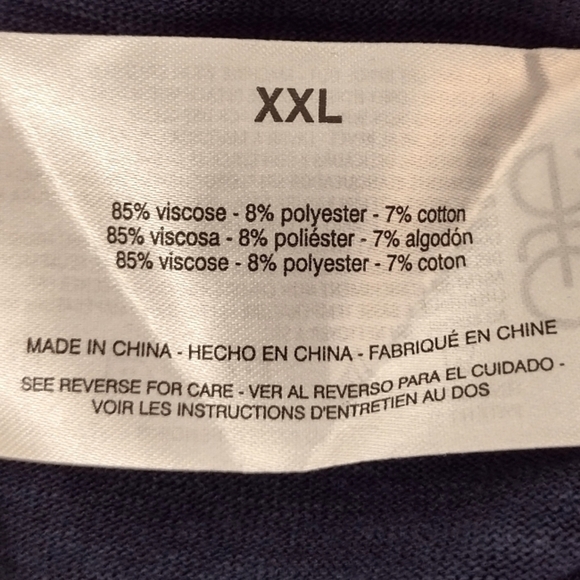 XXL
85% viscose - 8% polyester - 7% cotton
85% viscosa - 8% poliéster - 7% algodón
85% viscose - 8% polyester - 7% coton
MADE IN CHINA - HECHO EN CHINA - FABRIQUÉ EN CHINE
SEE REVERSE FOR CARE - VER AL REVERSO PARA EL CUIDADO -
VOIR LES INSTRUCTIONS D'ENTRETIEN AU DOS